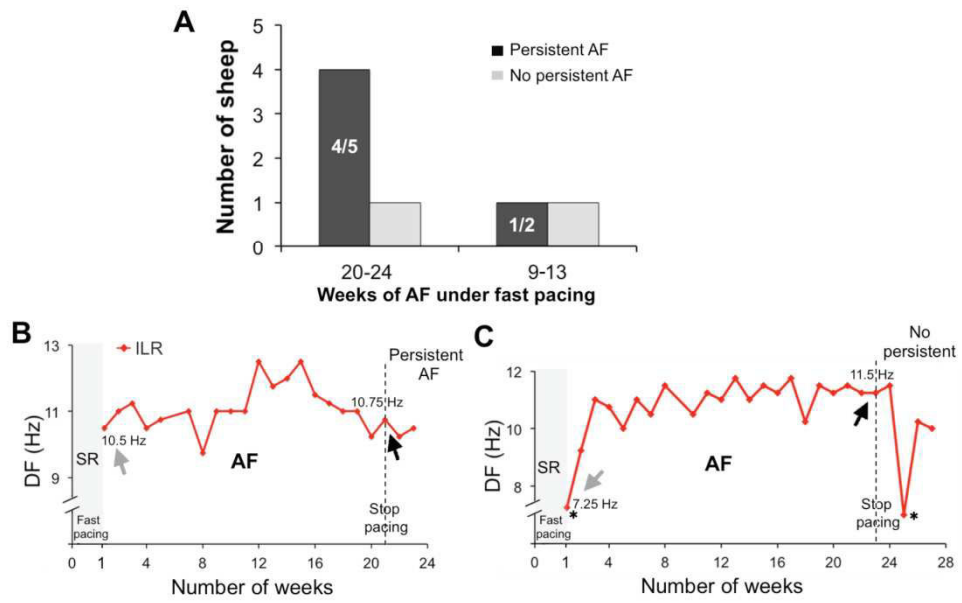 A
5
4
3
2
1
0
Number of sheep
Persistent AF
No persistent AF
4/5
1/2
20-24
9-13
Weeks of AF under fast pacing
B
13
11
9
DF (Hz)
ILR
Persistent
AF
10.75 Hz
10.5 Hz
SR
AF
Fast
pacing
Stop
pacing
0
1
4
8
12
16
20
24
Number of weeks
C
No
persistent
12
10
8
DF (Hz)
11.5 Hz
SR
AF
7.25 Hz
*
*
Fast
pacing
Stop
pacing
0
1
4
8
12
16
20
24
28
Number of weeks